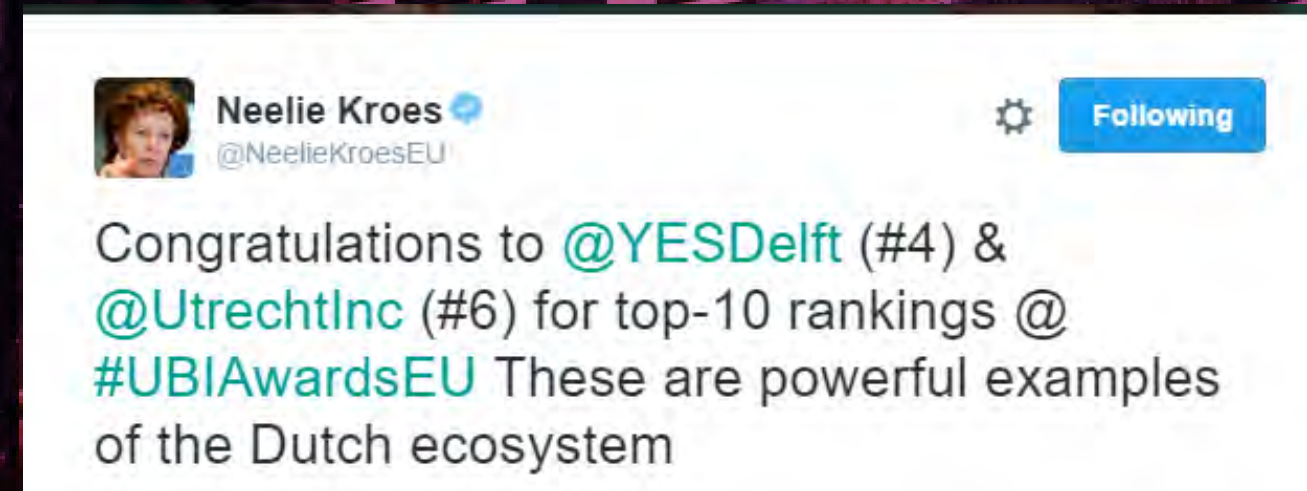 Neelie Kroes
@NeelieKroesEU
Following
Congratulations to @YESDelft (#4) &
@UtrechtInc (#6) for top-10 rankings @
#UBIAwardsEU These are powerful examples
of the Dutch ecosystem